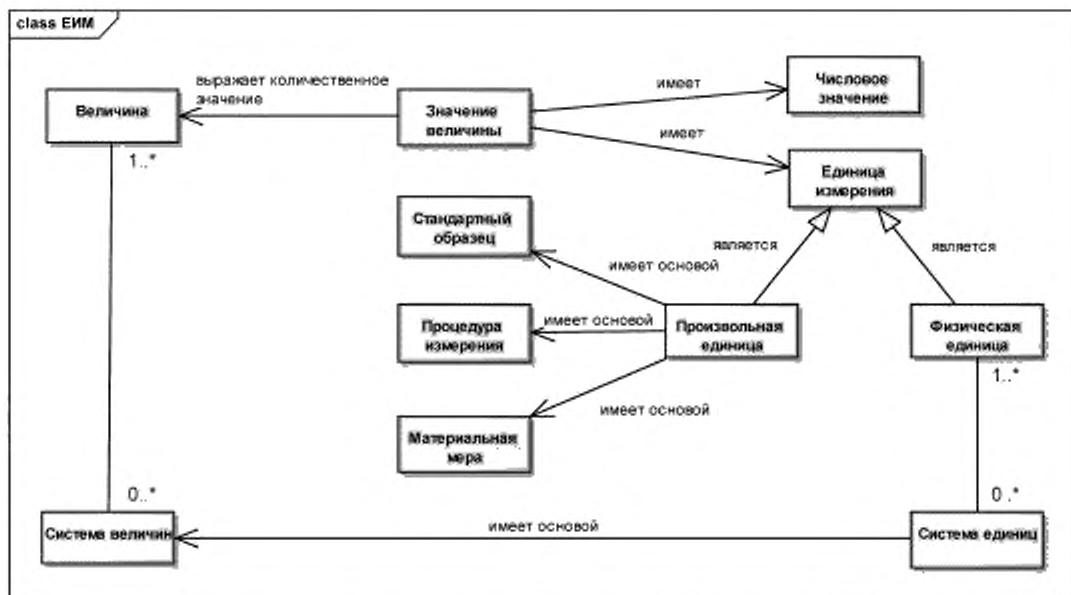 class ЕИМ
выражает количественное
значение
Величина
Значение
величины
имеет
Числовое
значение
имеет
Единица
измерения
1..*
Стандартный
образец
является
является
имеет основой
Процедура
измерения
имеет основой
Произвольная
единица
Физическая
единица
1..*
имеет основой
Материальная
мера
0..*
0.*
Система величин
имеет основой
Система единиц